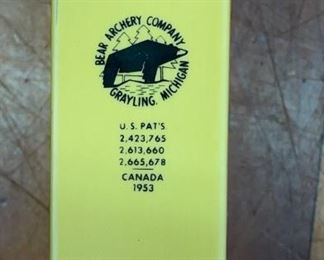 BEAR ARCHERY COMPANY
GRAYLING, MICHIGAN
U.S. PAT'S
2,423,765
2,613,660
2,665,678
CANADA
1953